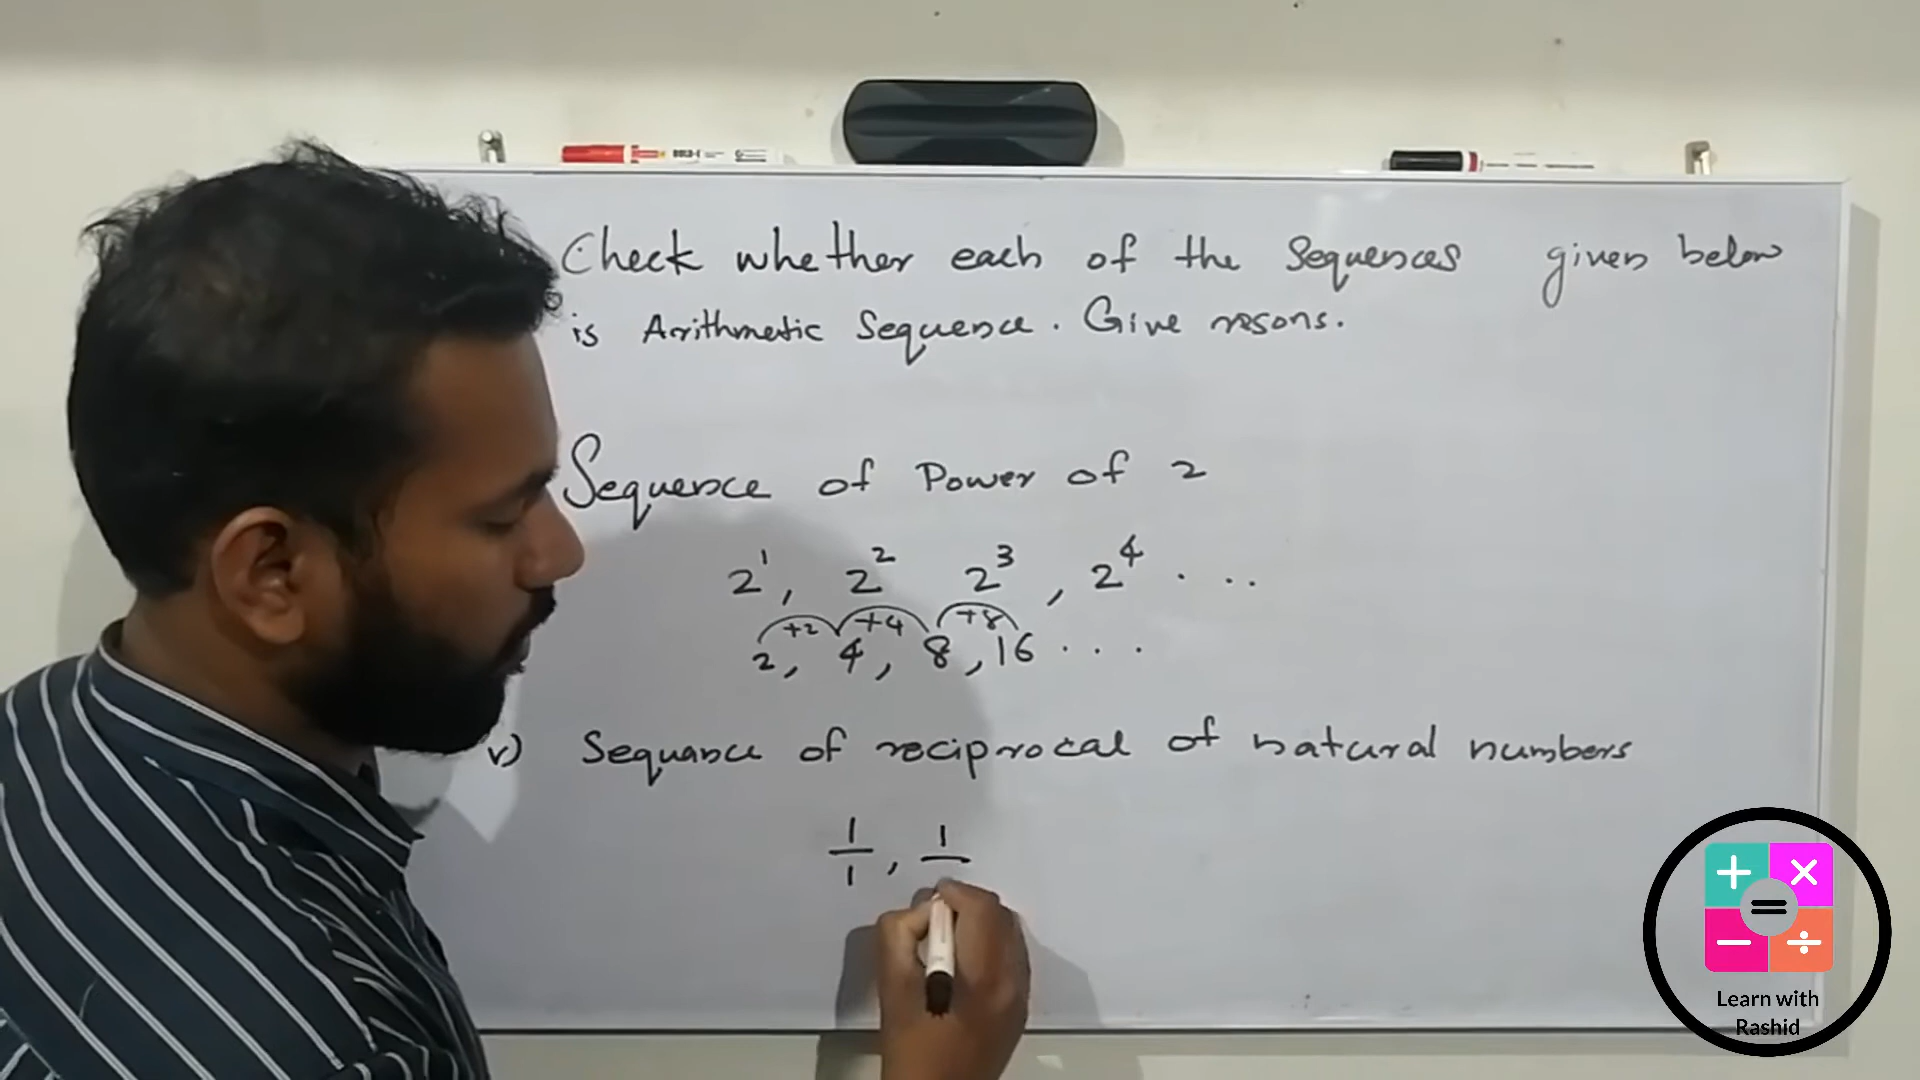 Check whether each of the Sequences given below
is Arithmetic Sequence. Give resons.
Sequence of Power of 2
2¹, 2² 2³, 2⁴ . . .
+2 +4 +8
2, 4, 8, 16 . . .
v) Sequance of reciprocal of natural numbers
1/1, 1/
+ × = − ÷
Learn with
Rashid